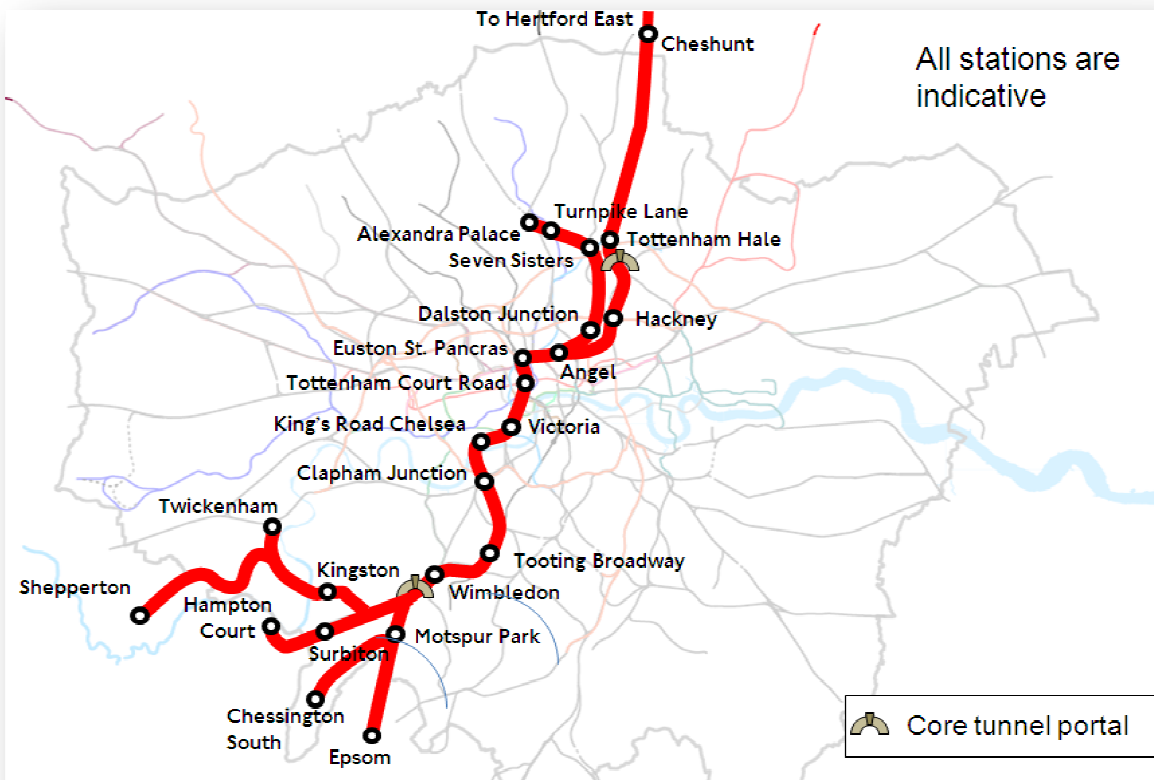 To Hertford East
Cheshunt
All stations are
indicative
Turnpike Lane
Alexandra Palace
Tottenham Hale
Seven Sisters
Dalston Junction
Hackney
Euston St. Pancras
Angel
Tottenham Court Road
King's Road Chelsea
Victoria
Clapham Junction
Twickenham
Tooting Broadway
Kingston
Shepperton
Wimbledon
Hampton
Court
Motspur Park
Surbiton
Chessington
South
Core tunnel portal
Epsom